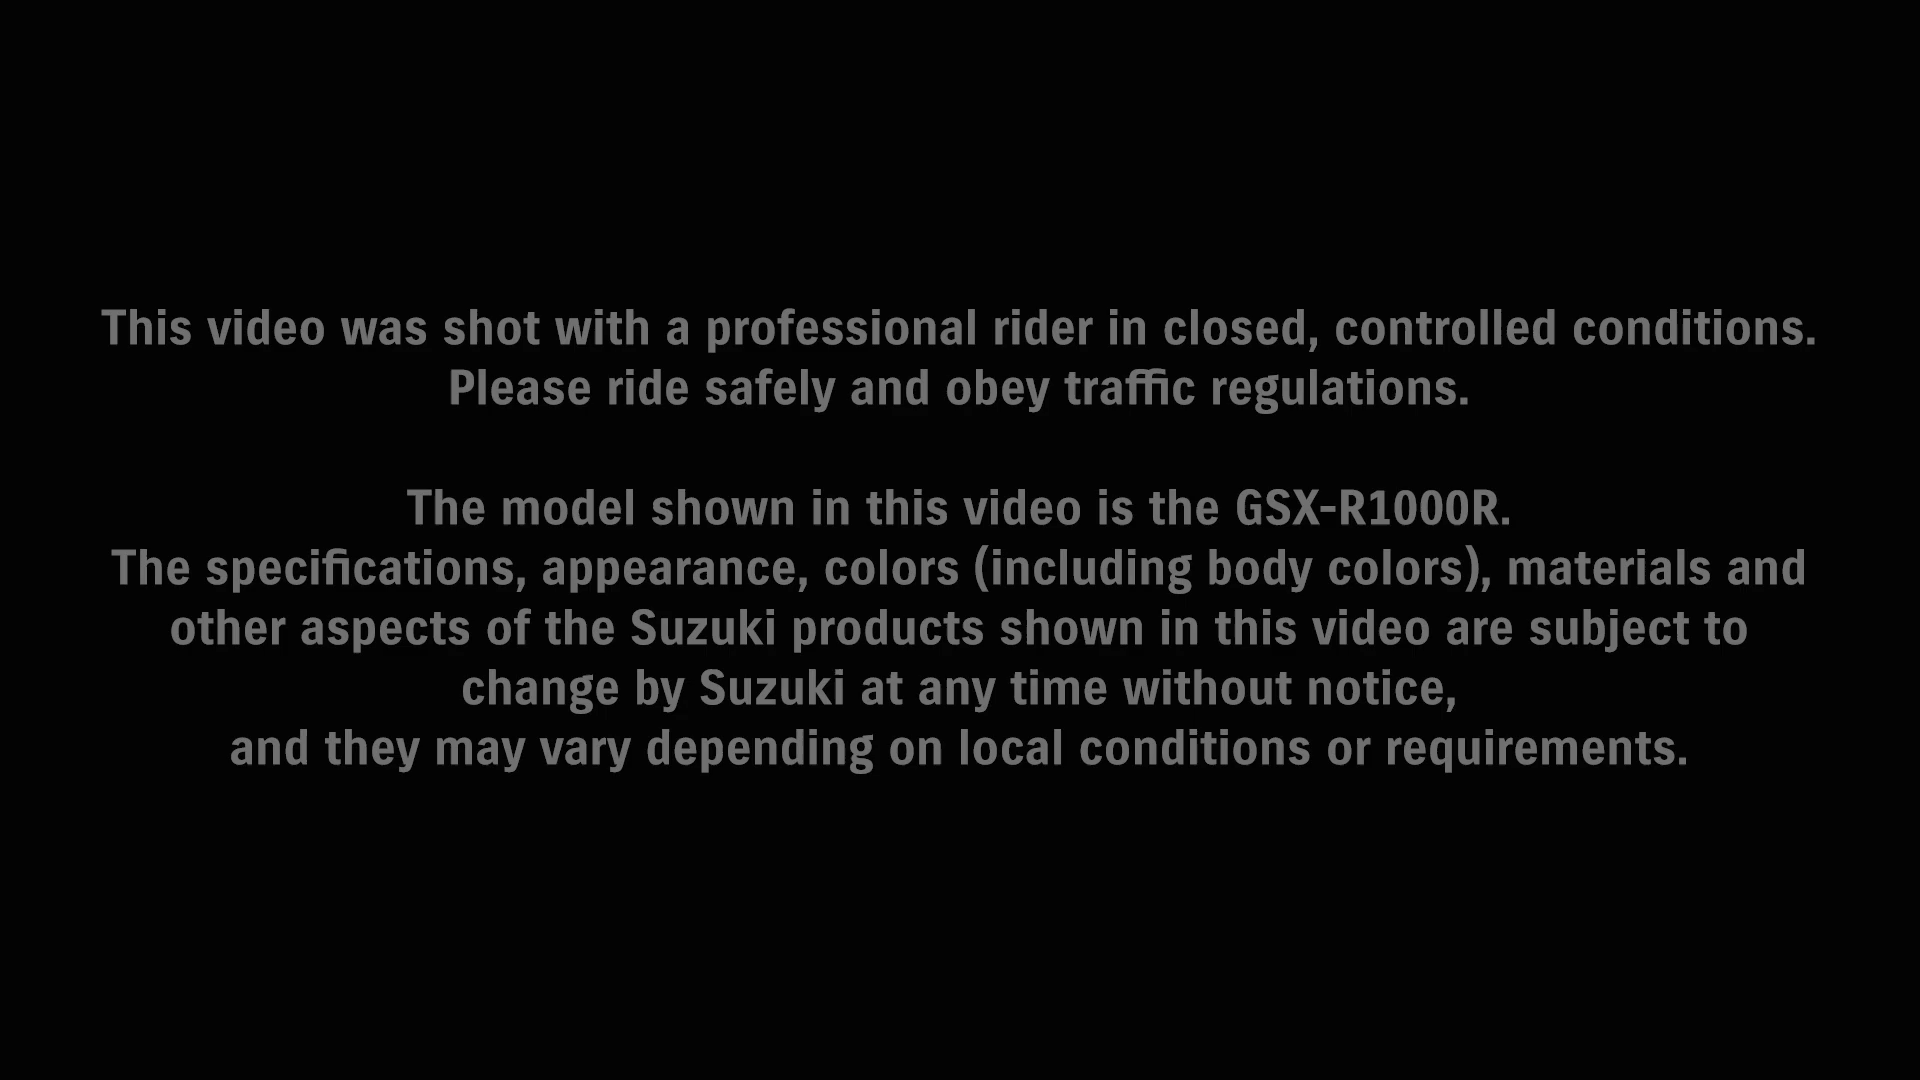 This video was shot with a professional rider in closed, controlled conditions.
Please ride safely and obey traffic regulations.
The model shown in this video is the GSX-R1000R.
The specifications, appearance, colors (including body colors), materials and
other aspects of the Suzuki products shown in this video are subject to
change by Suzuki at any time without notice,
and they may vary depending on local conditions or requirements.